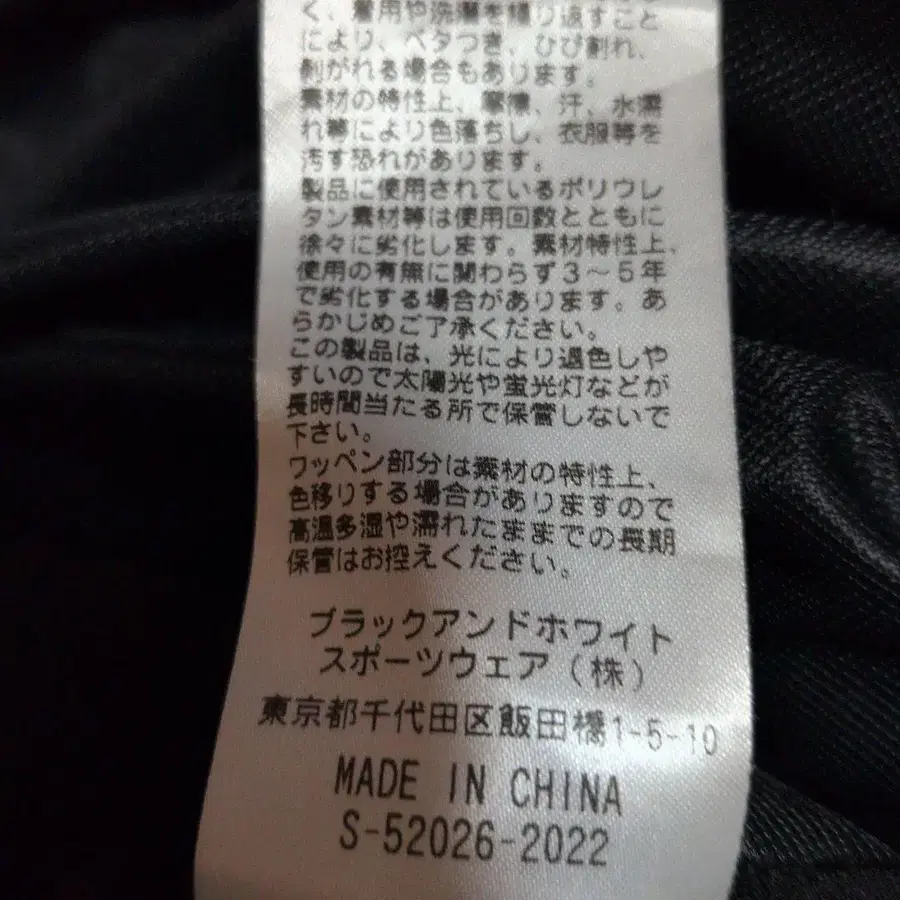 く、着用や洗濯を繰り返すこと
により、ベタつき、ひび割れ、
剥がれる場合もあります。
素材の特性上、摩擦、汗、水濡
れ等により色落ちし、衣服等を
汚す恐れがあります。
製品に使用されているポリウレ
タン素材等は使用回数とともに
徐々に劣化します。素材特性上、
使用の有無に関わらず3～5年
で劣化する場合があります。あ
らかじめご了承ください。
この製品は、光により退色しや
すいので太陽光や蛍光灯などが
長時間当たる所で保管しないで
下さい。
ワッペン部分は素材の特性上、
色移りする場合がありますので
高温多湿や濡れたままでの長期
保管はお控えください。
ブラックアンドホワイト
スポーツウェア(株)
東京都千代田区飯田橋1-5-10
MADE IN CHINA
S-52026-2022